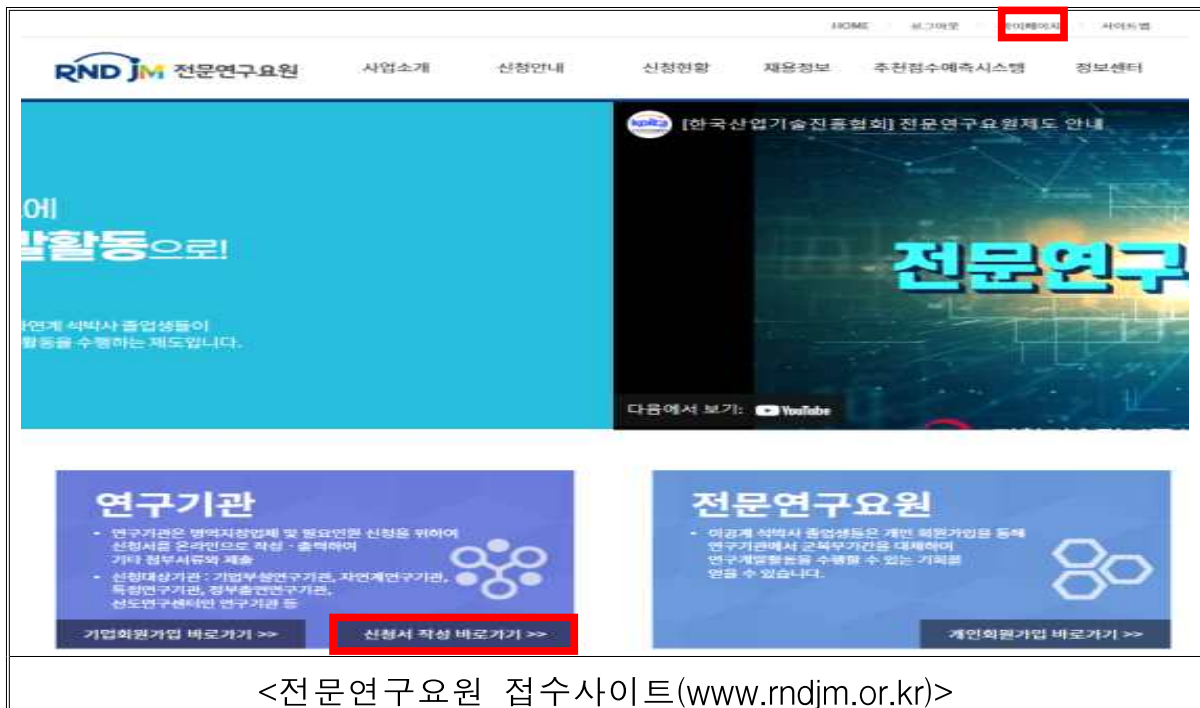 HOME 로그아웃 마이페이지 사이트맵
RND JM 전문연구요원 사업소개 신청안내 신청현황 채용정보 추천점수예측시스템 정보센터
koita [한국산업기술진흥협회] 전문연구요원제도 안내
에
발활동으로!
전문연구
자연계 석박사 졸업생들이
활동을 수행하는 제도입니다.
다음에서 보기: YouTube
연구기관
• 연구기관은 병역지정업체 및 필요인원 신청을 위하여
신청서를 온라인으로 작성 · 출력하여
기타 첨부서류와 제출
• 신청대상기관 : 기업부설연구기관, 자연계연구기관,
특정연구기관, 정부출연연구기관,
선도연구센터인 연구기관 등
기업회원가입 바로가기 >> 신청서 작성 바로가기 >>
전문연구요원
• 이공계 석박사 졸업생들은 개인 회원가입을 통해
연구기관에서 군복무기간을 대체하여
연구개발활동을 수행할 수 있는 기회를
얻을 수 있습니다.
개인회원가입 바로가기 >>
<전문연구요원 접수사이트(www.rndjm.or.kr)>